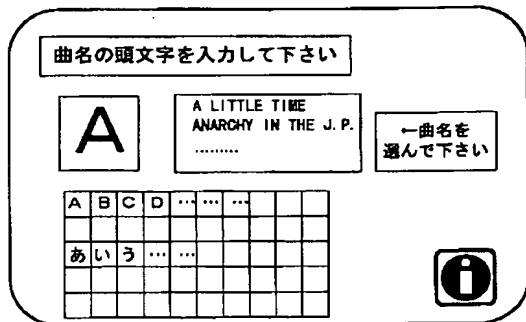 曲名の頭文字を入力して下さい
A
A LITTLE TIME
ANARCHY IN THE J.P.
………
←曲名を
選んで下さい
A B C D … … …
あ い う … …
i